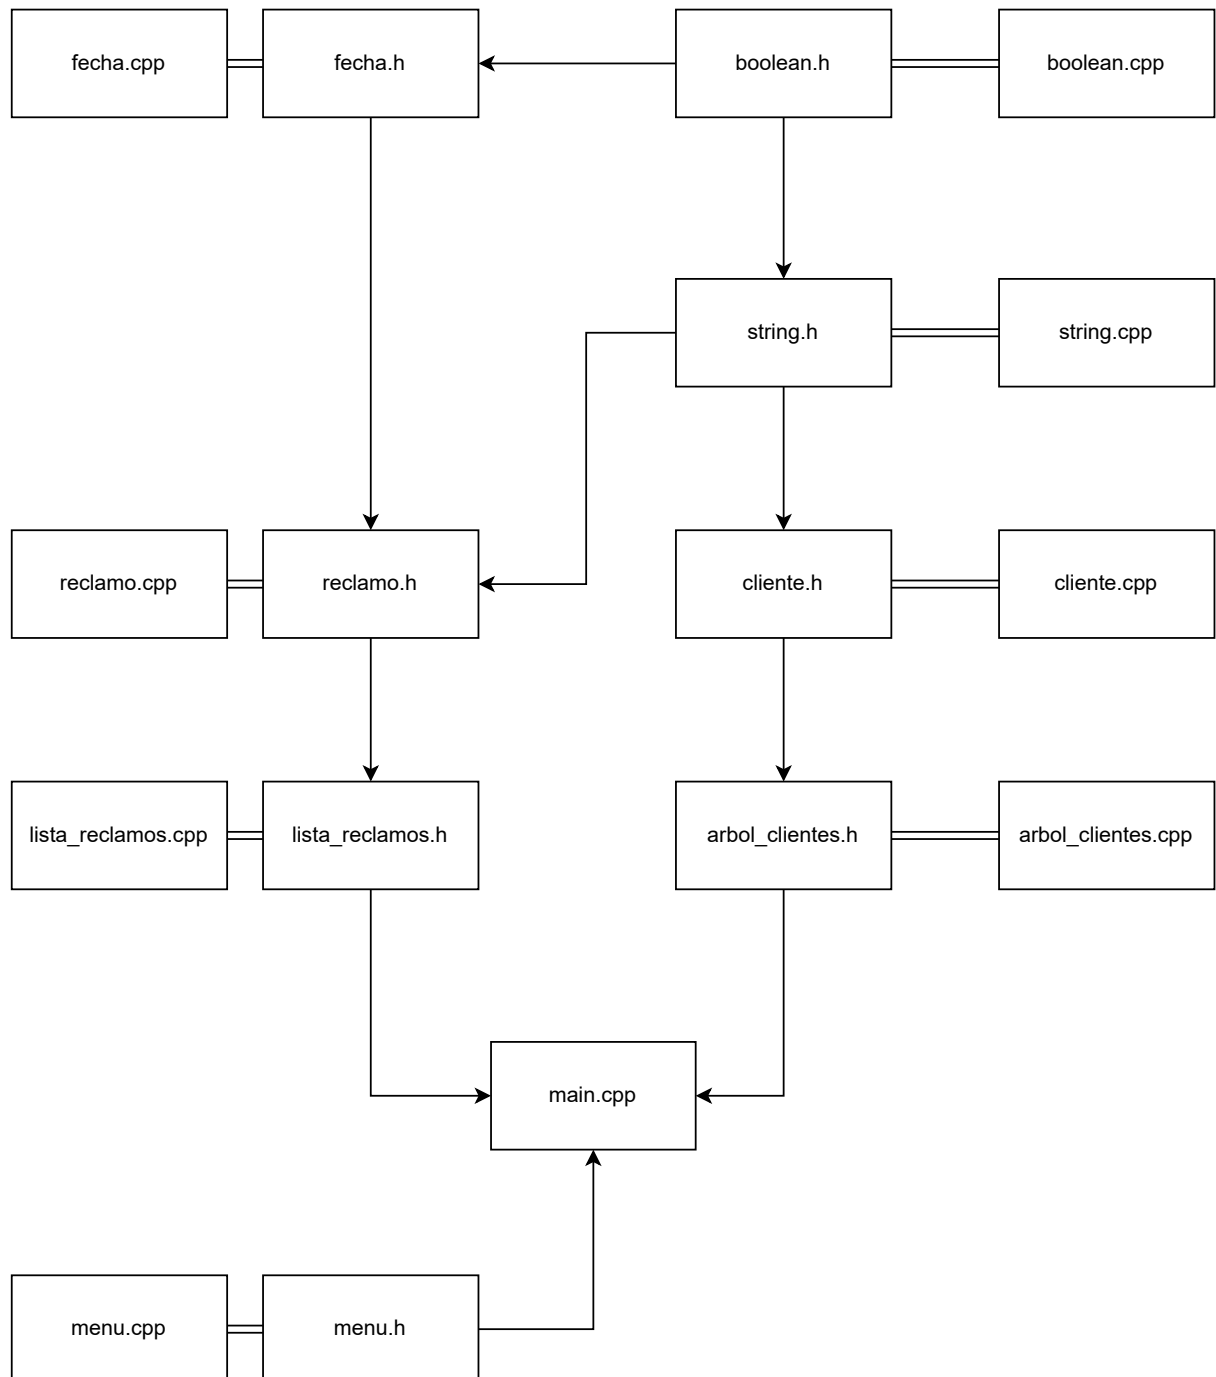 fecha.cpp
fecha.h
boolean.h
boolean.cpp
string.h
string.cpp
reclamo.cpp
reclamo.h
cliente.h
cliente.cpp
lista_reclamos.cpp
lista_reclamos.h
arbol_clientes.h
arbol_clientes.cpp
main.cpp
menu.cpp
menu.h